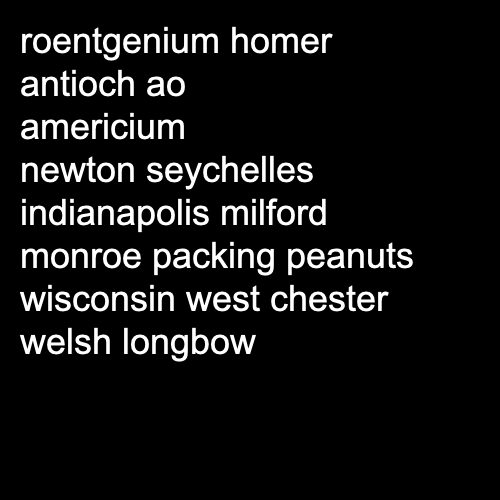 roentgenium homer
antioch ao
americium
newton seychelles
indianapolis milford
monroe packing peanuts
wisconsin west chester
welsh longbow